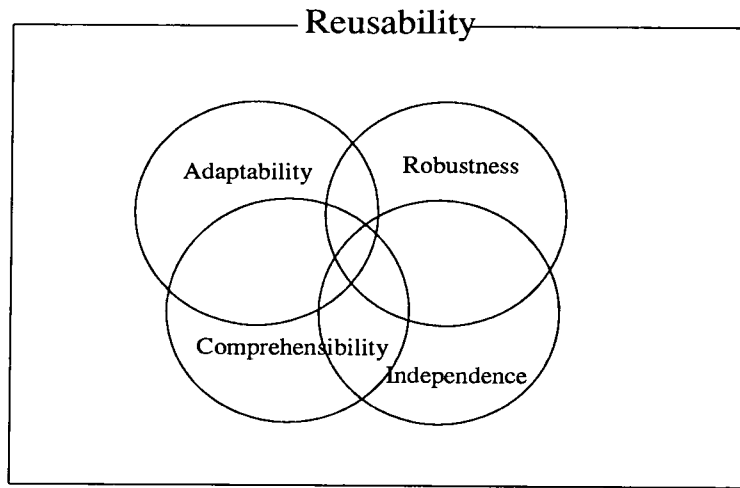 Reusability
Adaptability
Robustness
Comprehensibility
Independence